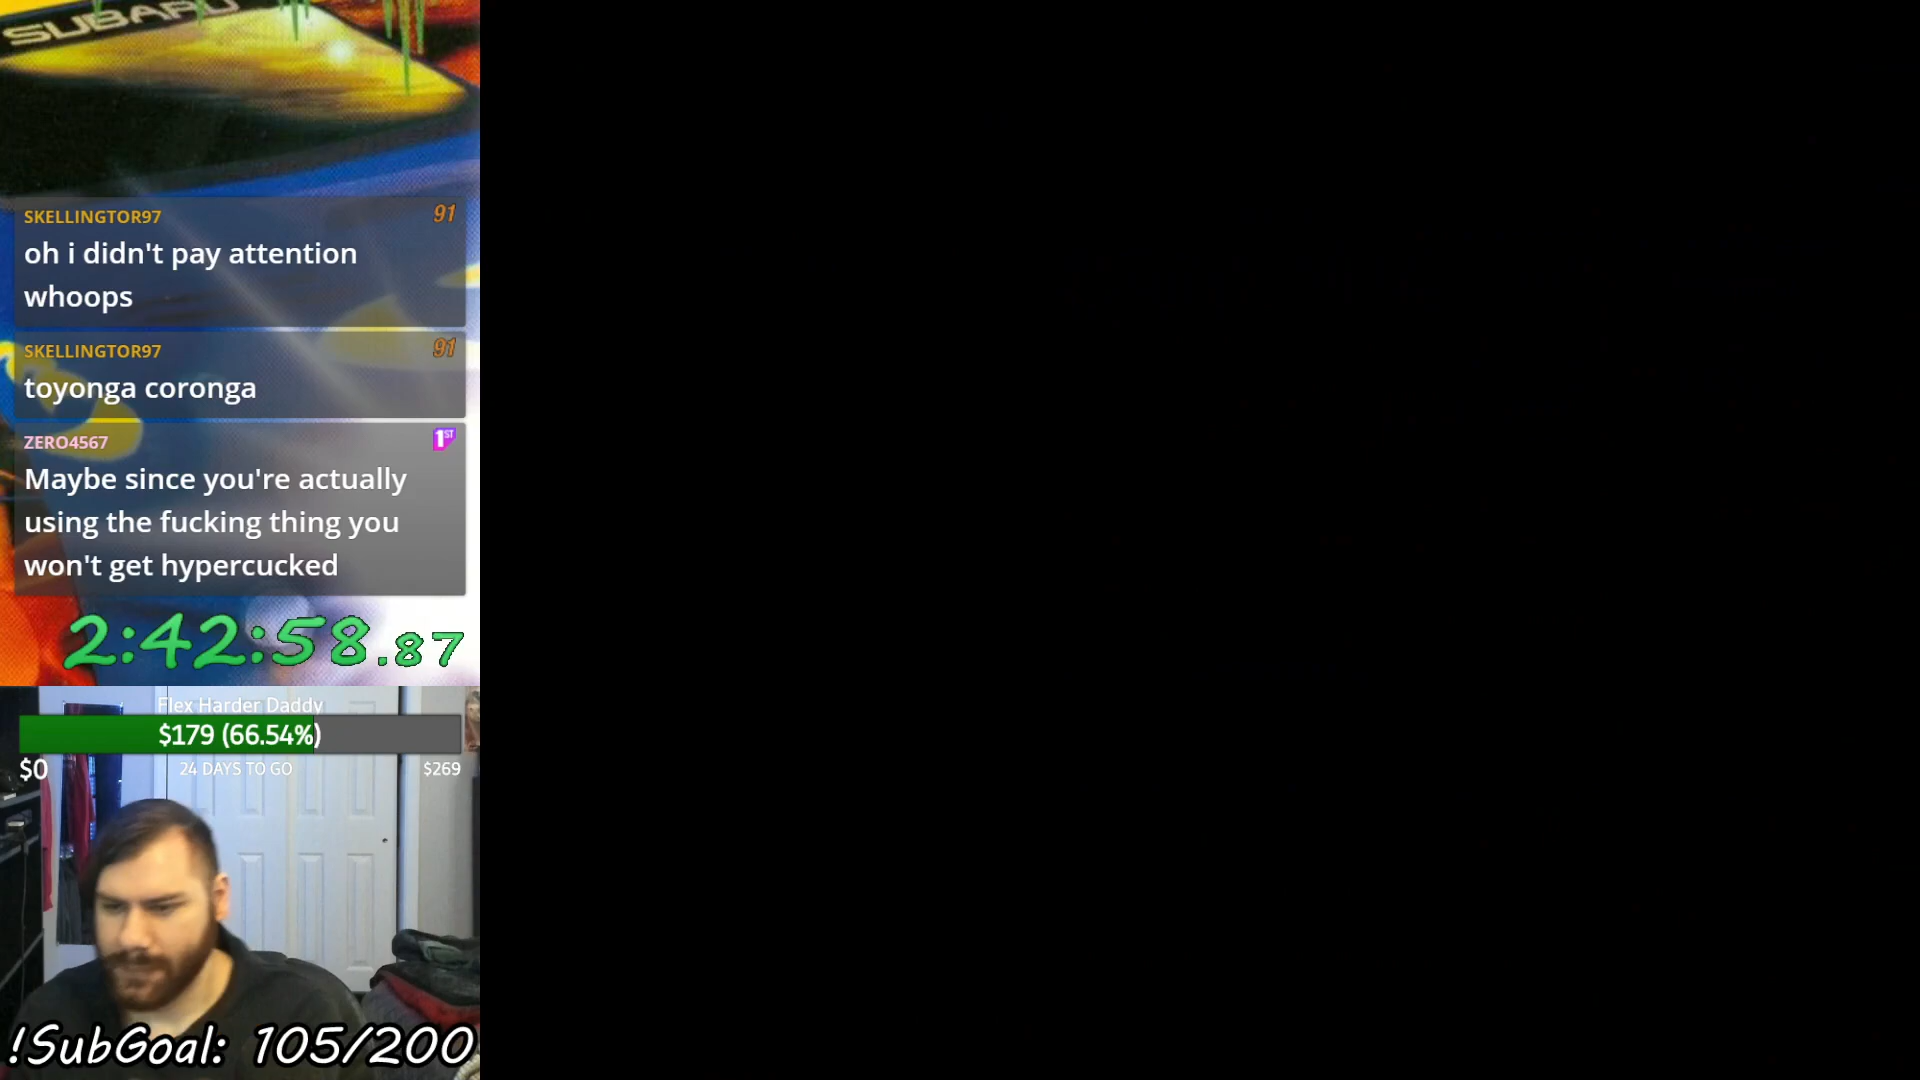 SUBARU
SKELLINGTOR97 91
oh i didn't pay attention
whoops
SKELLINGTOR97 91
toyonga coronga
ZERO4567 1ST
Maybe since you're actually
using the fucking thing you
won't get hypercucked
2:42:58.87
Flex Harder Daddy
$179 (66.54%)
$0 24 DAYS TO GO $269
!SubGoal: 105/200